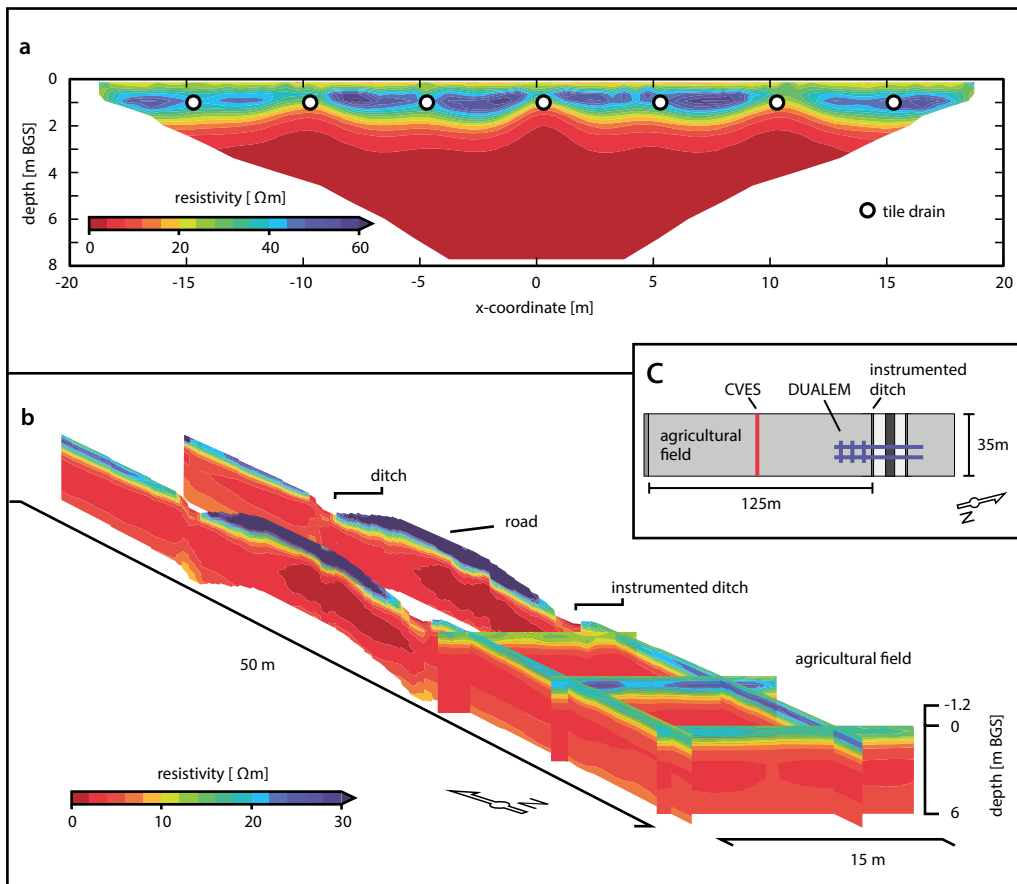 a
0
2
4
6
8
depth [m BGS]
resistivity [ Ωm]
0 20 40 60
tile drain
-20 -15 -10 -5 0 5 10 15 20
x-coordinate [m]
C
CVES
DUALEM
instrumented
ditch
agricultural
field
35m
125m
N
b
ditch
road
instrumented ditch
agricultural field
50 m
-1.2
0
6
depth [m BGS]
resistivity [ Ωm]
0 10 20 30
N
15 m